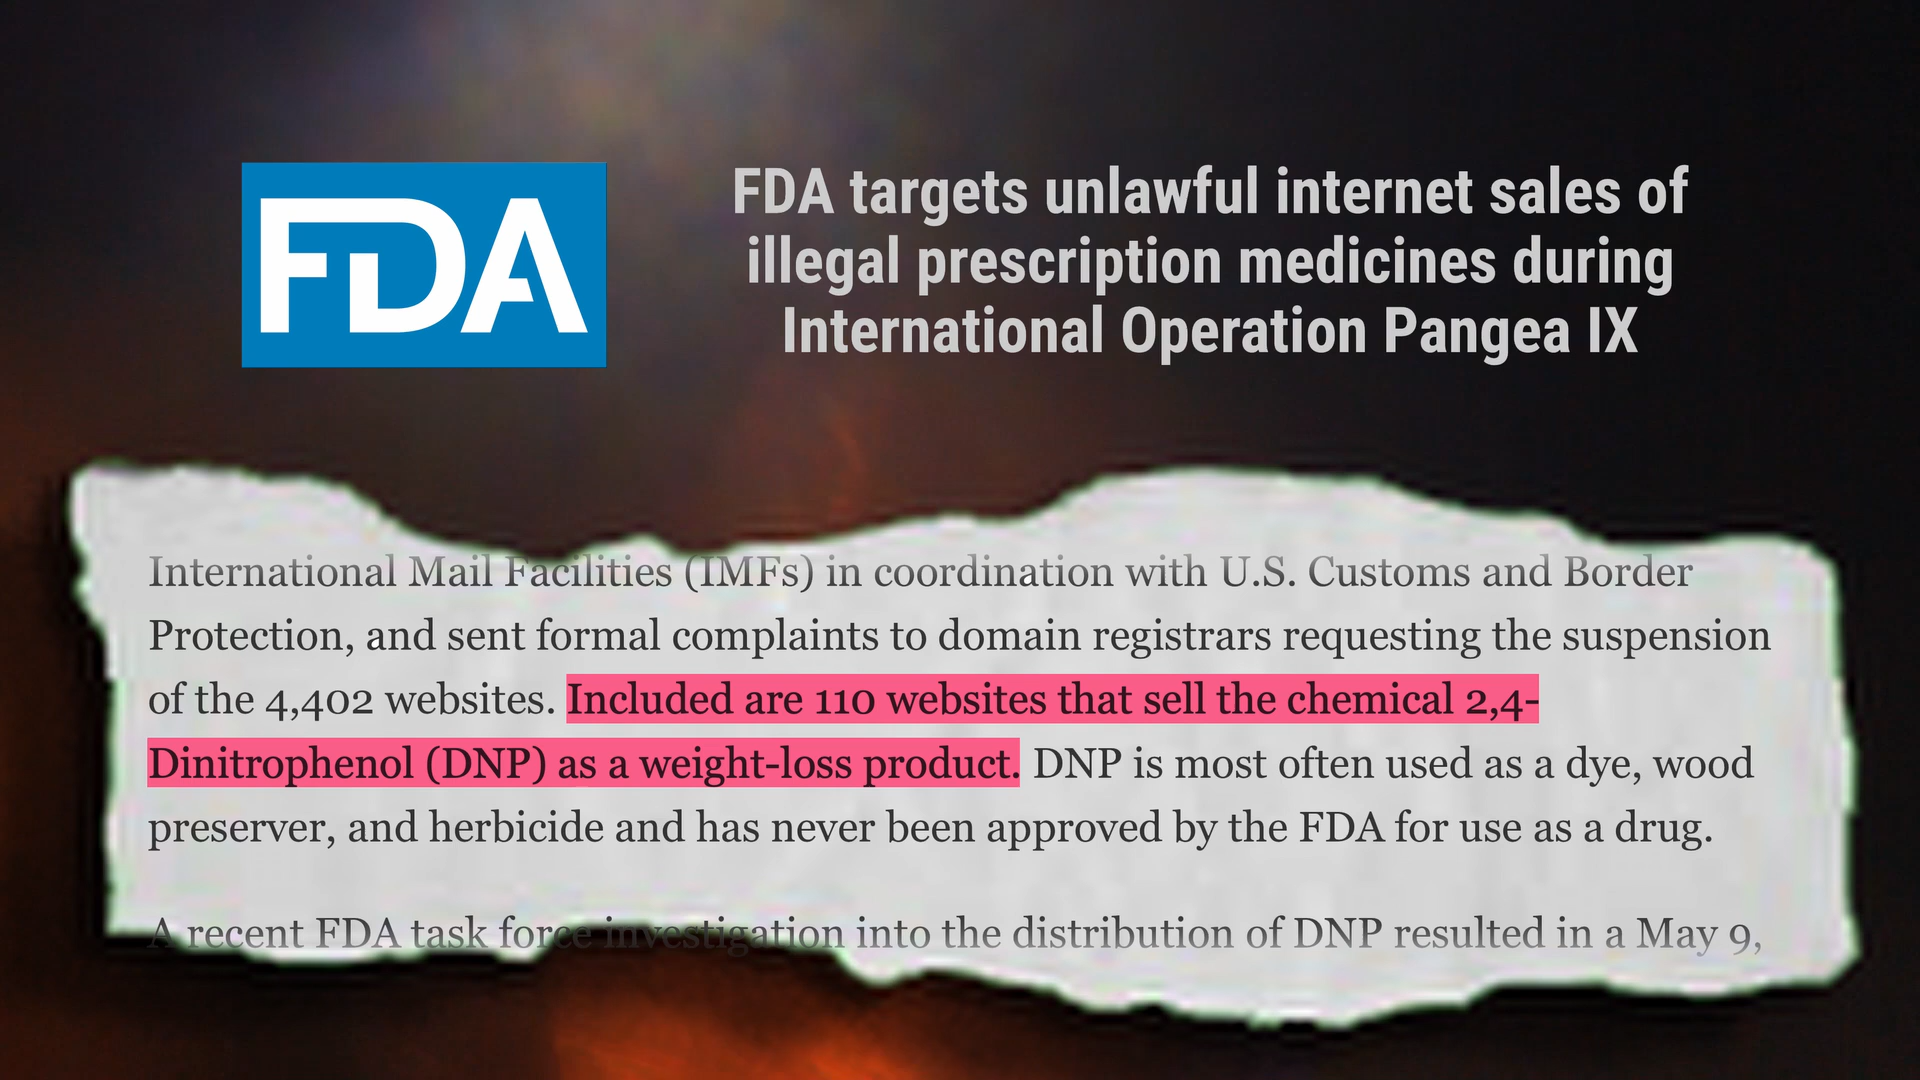 FDA
FDA targets unlawful internet sales of
illegal prescription medicines during
International Operation Pangea IX
International Mail Facilities (IMFs) in coordination with U.S. Customs and Border
Protection, and sent formal complaints to domain registrars requesting the suspension
of the 4,402 websites. Included are 110 websites that sell the chemical 2,4-
Dinitrophenol (DNP) as a weight-loss product. DNP is most often used as a dye, wood
preserver, and herbicide and has never been approved by the FDA for use as a drug.
A recent FDA task force investigation into the distribution of DNP resulted in a May 9,